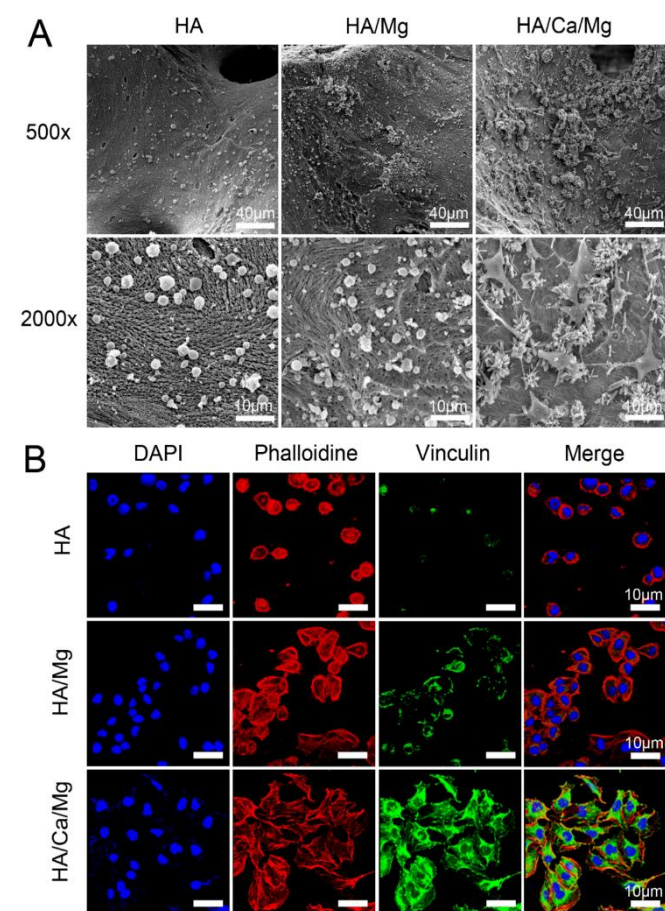 A
HA HA/Mg HA/Ca/Mg
500x
40µm 40µm 40µm
2000x
10µm 10µm 10µm
B
DAPI Phalloidine Vinculin Merge
HA
10µm
HA/Mg
10µm
HA/Ca/Mg
10µm